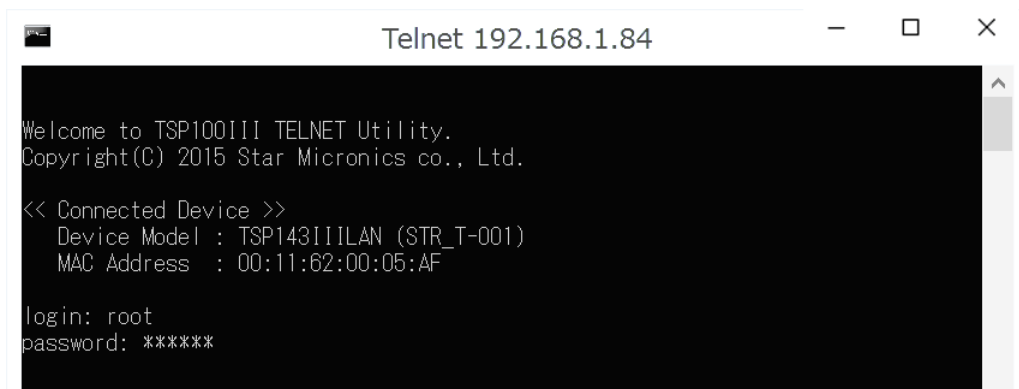 Telnet 192.168.1.84
Welcome to TSP100III TELNET Utility.
Copyright(C) 2015 Star Micronics co., Ltd.
<< Connected Device >>
Device Model : TSP143IIILAN (STR_T-001)
MAC Address : 00:11:62:00:05:AF
login: root
password: ******